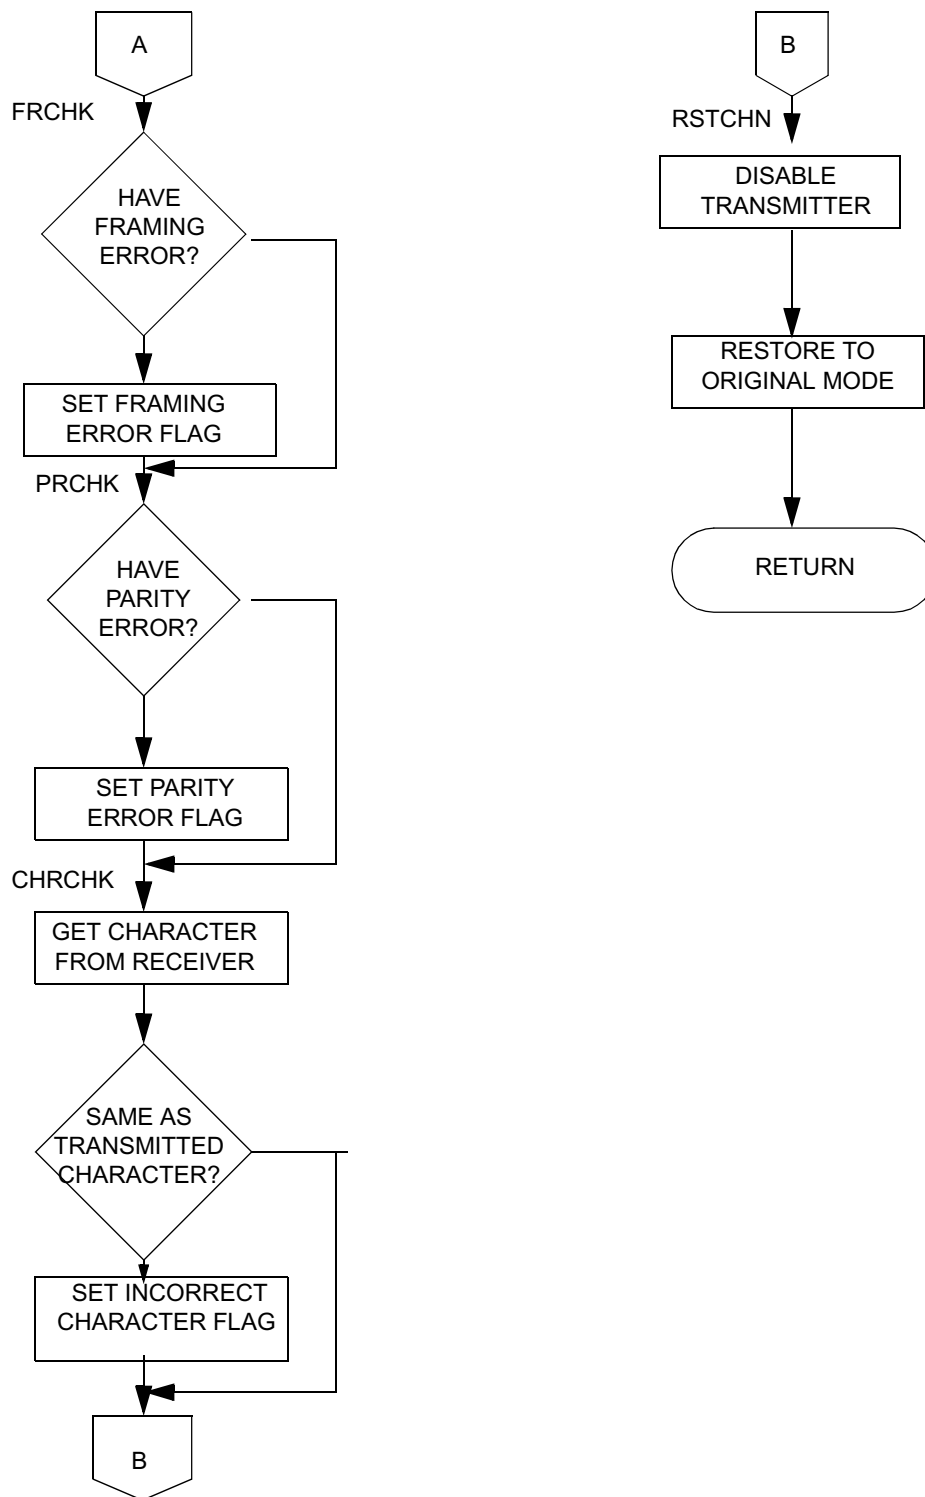 A
FRCHK
HAVE
FRAMING
ERROR?
SET FRAMING
ERROR FLAG
PRCHK
HAVE
PARITY
ERROR?
SET PARITY
ERROR FLAG
CHRCHK
GET CHARACTER
FROM RECEIVER
SAME AS
TRANSMITTED
CHARACTER?
SET INCORRECT
CHARACTER FLAG
B
B
RSTCHN
DISABLE
TRANSMITTER
RESTORE TO
ORIGINAL MODE
RETURN